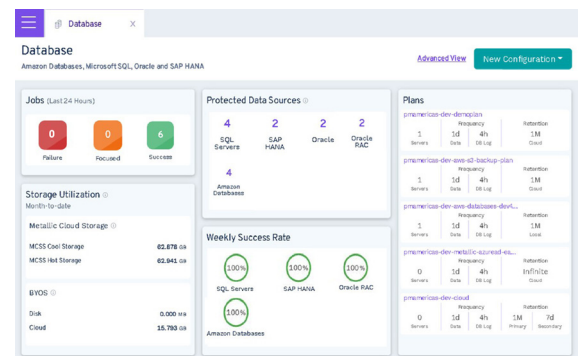 Database X
Database
Amazon Databases, Microsoft SQL, Oracle and SAP HANA
Advanced View
New Configuration
Jobs (Last 24 Hours)
0 0 6
Failure Focused Success
Storage Utilization
Month-to-date
Metallic Cloud Storage
MCSS Cool Storage 62.878 GB
MCSS Hot Storage 62.941 GB
BYOS
Disk 0.000 MB
Cloud 15.793 GB
Protected Data Sources
4 2 2 2
SQL Servers SAP HANA Oracle Oracle RAC
4
Amazon Databases
Weekly Success Rate
100% 100% 100%
SQL Servers SAP HANA Oracle RAC
100%
Amazon Databases
Plans
pmamericas-dev-demoplan
Frequency Retention
1 1d 4h 1M
Servers Data DB Log Cloud
pmamericas-dev-aws-s3-backup-plan
Frequency Retention
1 1d 4h 1M
Servers Data DB Log Cloud
pmamericas-dev-aws-databases-dev4...
Frequency Retention
1 1d 4h 1M
Servers Data DB Log Local
pmamericas-dev-metallic-azuread-ea...
Frequency Retention
0 1d 4h Infinite
Servers Data DB Log Cloud
pmamericas-dev-cloud
Frequency Retention
0 1d 4h 1M 7d
Servers Data DB Log Primary Secondary